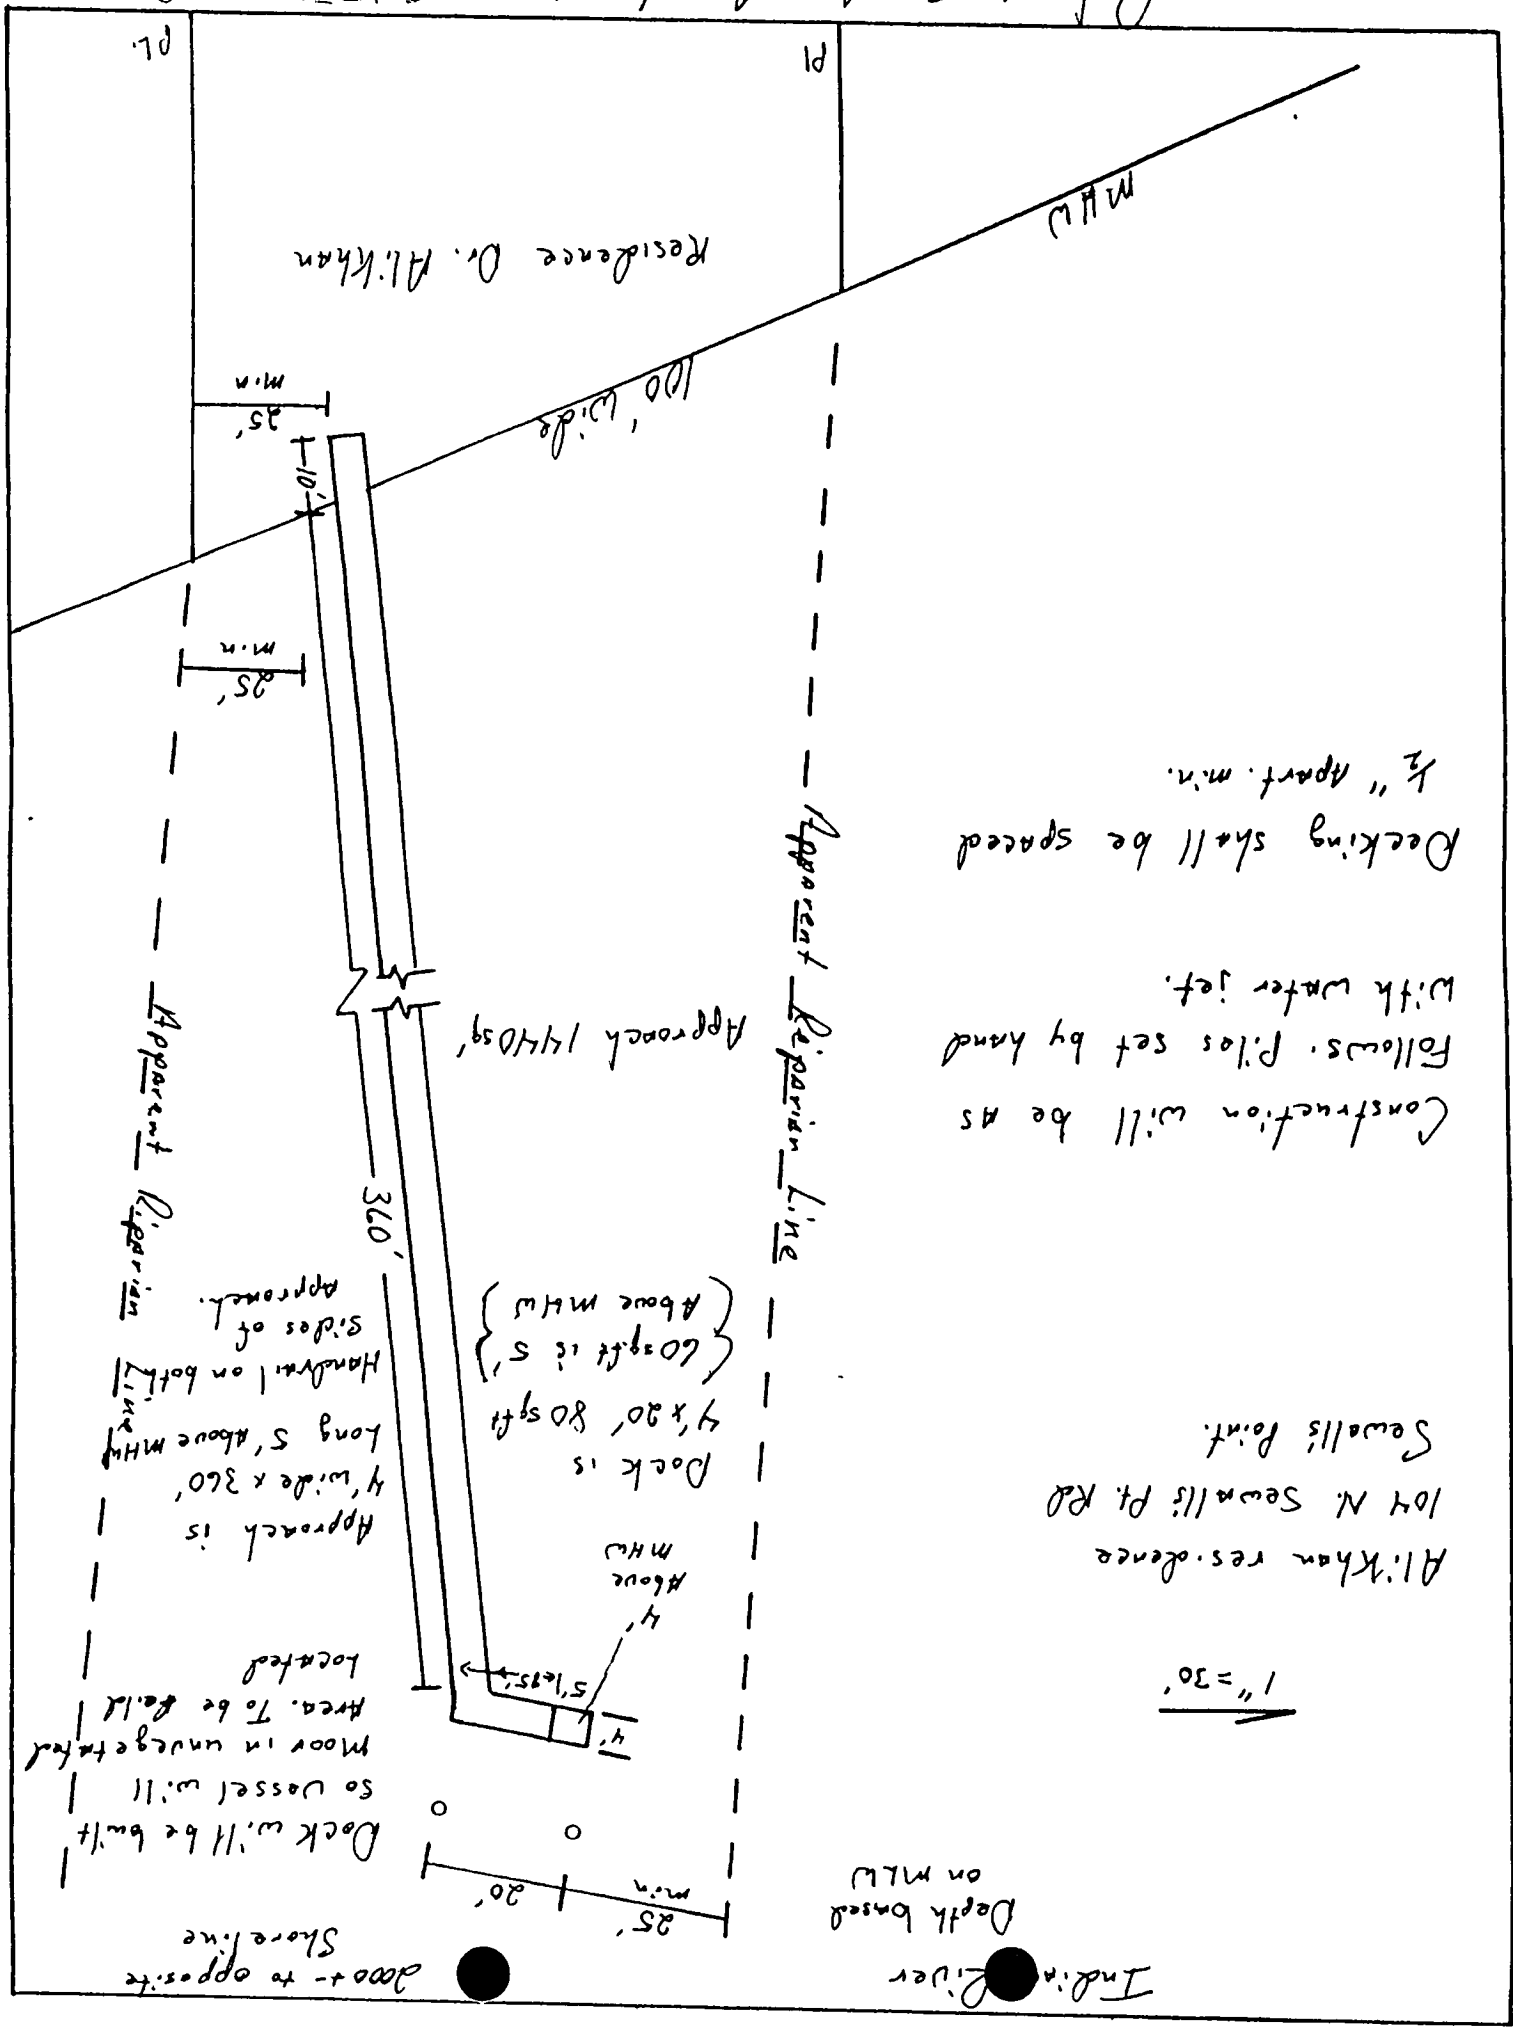 Indian River
2000+- to opposite
Shoreline
Depth based
on MLW
25'
min
20'
Dock will be built
so vessel will
moor in unvegetated
Area. To be Feild
Located
1" = 30'
4'
5'
15'
4'
Above
MHW
Ali Khan residence
104 N. Sewalls Pt. Rd
Sewalls Point.
Approach is
4' wide x 360'
Long 5' Above MHW
Handrail on both
Sides of
Approach.
Dock is
4' x 20' 80 sq ft
60 sq.ft is 5'
Above MHW
360'
Apparent Riparian Line
Apparent Riparian Line
Construction will be as
Follows. Piles set by hand
with water jet.
Approach 1440 sq'
Decking shall be spaced
1/2" Apart. min.
25'
min
10'
25'
min
100' wide
Residence Dr. Ali Khan
MHW
Pl
PL.